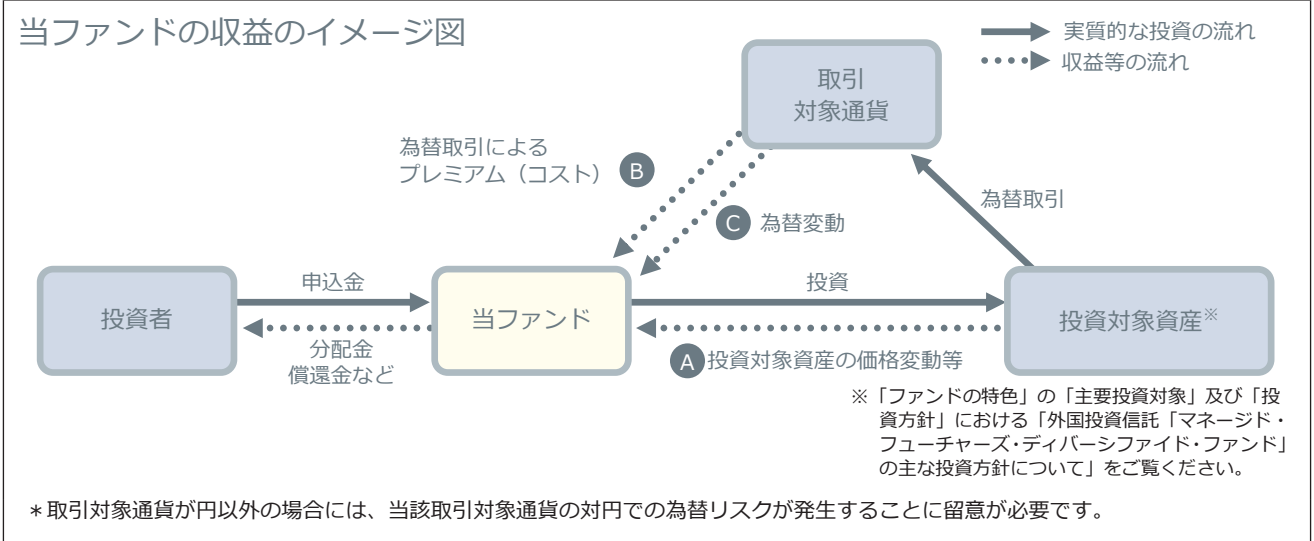 当ファンドの収益のイメージ図
実質的な投資の流れ
収益等の流れ
取引
対象通貨
為替取引による
プレミアム（コスト）
B
為替取引
C
為替変動
申込金
投資
投資者
当ファンド
投資対象資産※
分配金
償還金など
A
投資対象資産の価格変動等
※「ファンドの特色」の「主要投資対象」及び「投
資方針」における「外国投資信託「マネージド・
フューチャーズ・ディバーシファイド・ファンド」
の主な投資方針について」をご覧ください。
＊取引対象通貨が円以外の場合には、当該取引対象通貨の対円での為替リスクが発生することに留意が必要です。